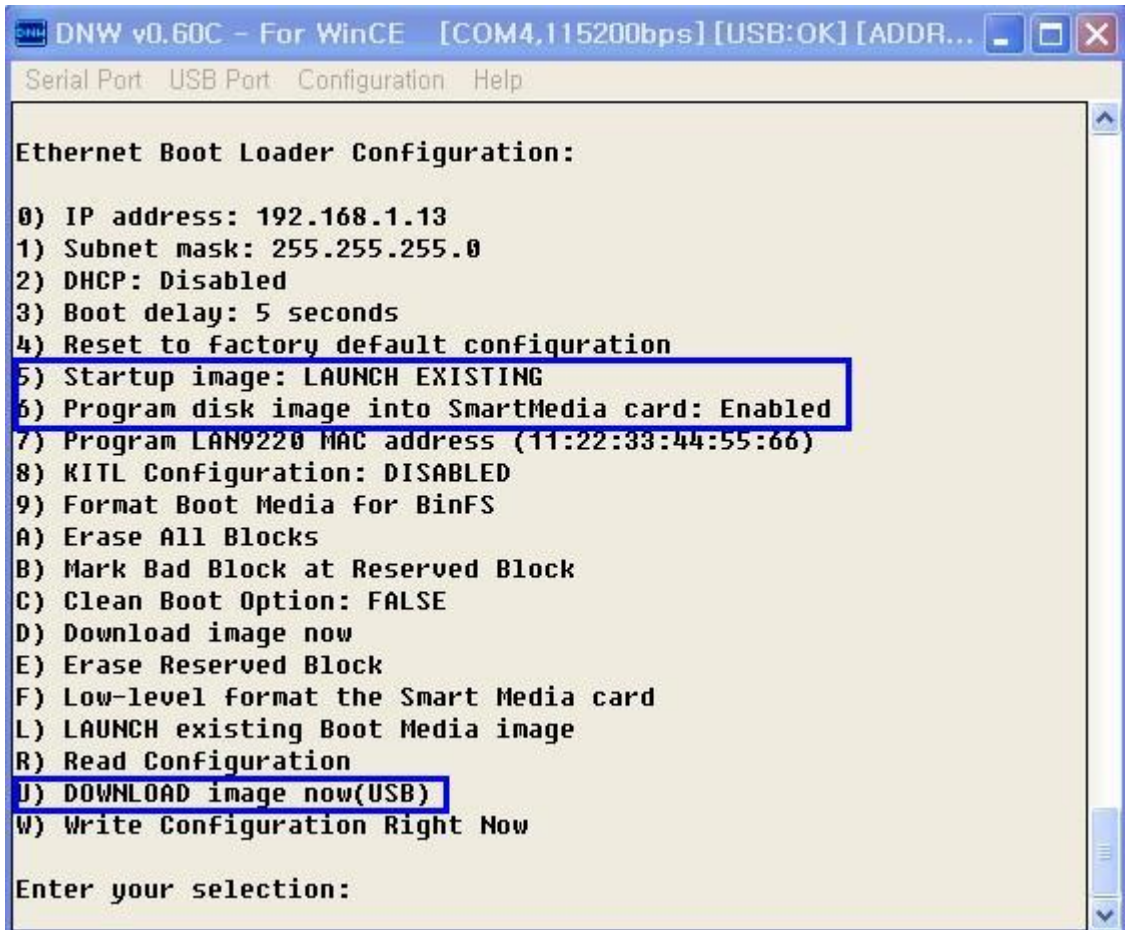 DNW v0.60C - For WinCE [COM4,115200bps] [USB:OK] [ADDR...
Serial Port USB Port Configuration Help
Ethernet Boot Loader Configuration:
0) IP address: 192.168.1.13
1) Subnet mask: 255.255.255.0
2) DHCP: Disabled
3) Boot delay: 5 seconds
4) Reset to factory default configuration
5) Startup image: LAUNCH EXISTING
6) Program disk image into SmartMedia card: Enabled
7) Program LAN9220 MAC address (11:22:33:44:55:66)
8) KITL Configuration: DISABLED
9) Format Boot Media for BinFS
A) Erase All Blocks
B) Mark Bad Block at Reserved Block
C) Clean Boot Option: FALSE
D) Download image now
E) Erase Reserved Block
F) Low-level format the Smart Media card
L) LAUNCH existing Boot Media image
R) Read Configuration
U) DOWNLOAD image now(USB)
W) Write Configuration Right Now
Enter your selection: